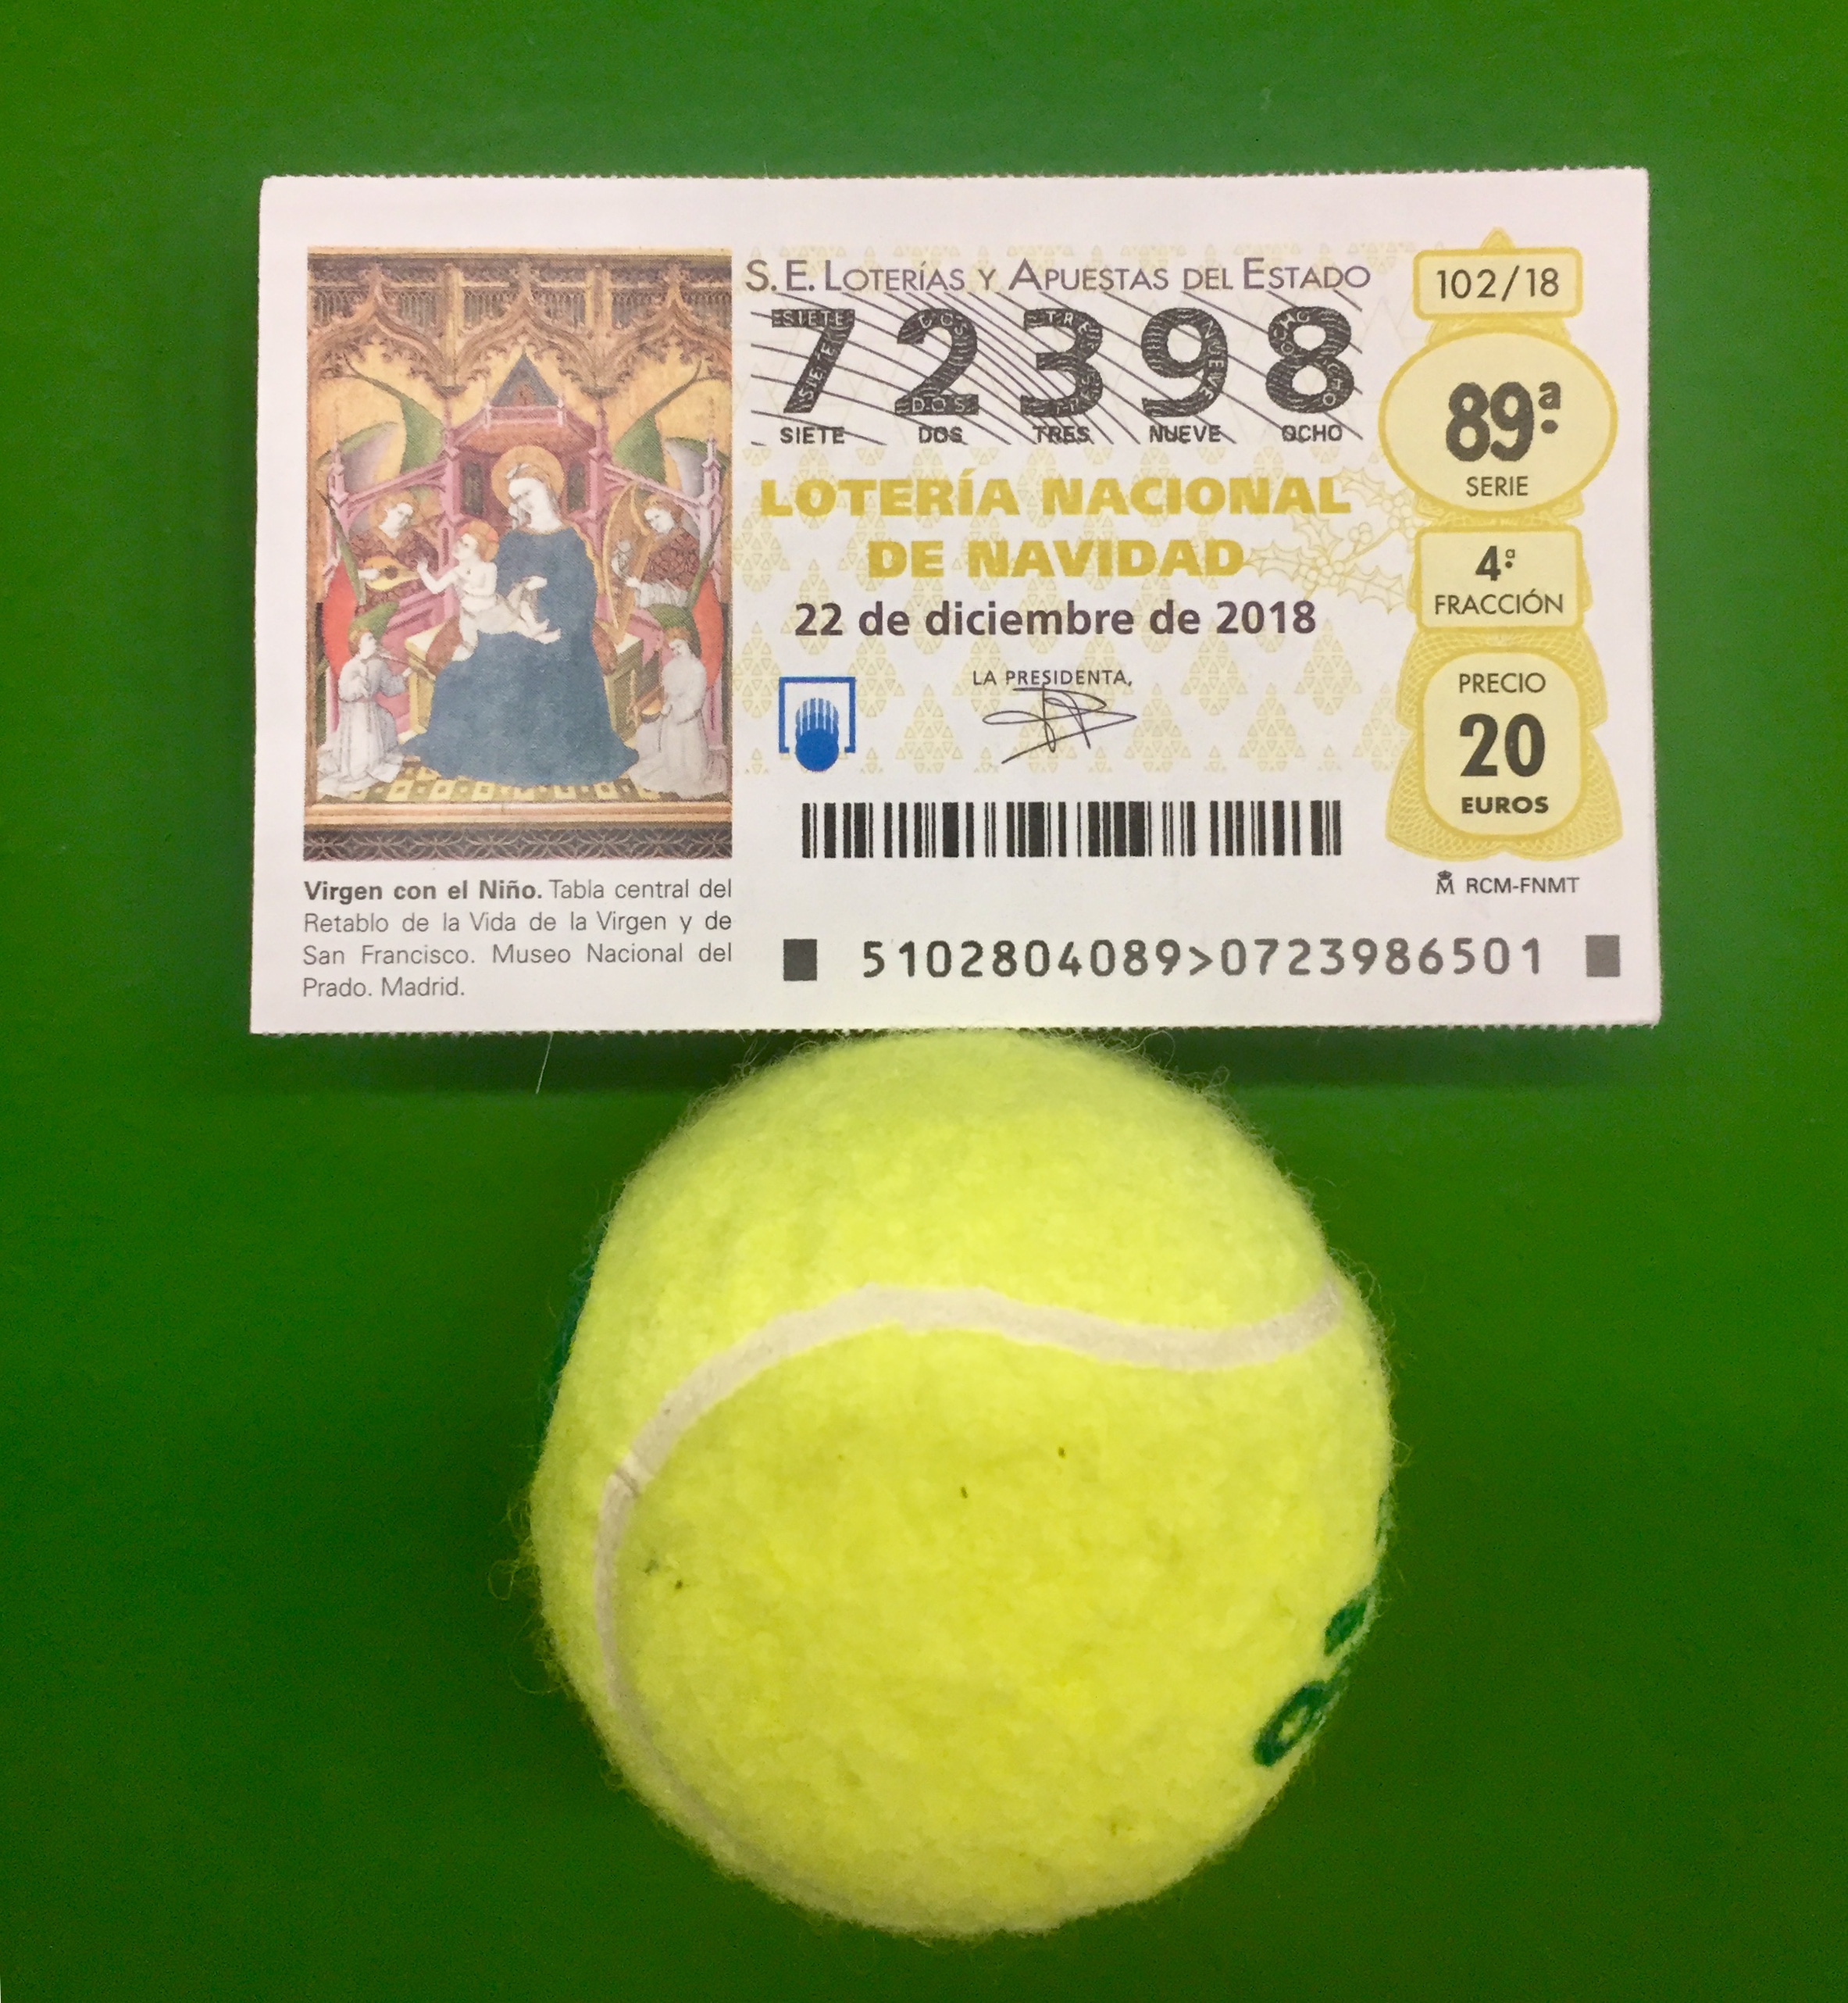 S.E. LOTERÍAS Y APUESTAS DEL ESTADO
72398
SIETE DOS TRES NUEVE OCHO
LOTERÍA NACIONAL
DE NAVIDAD
22 de diciembre de 2018
LA PRESIDENTA,
102/18
89ª
SERIE
4ª
FRACCIÓN
PRECIO
20
EUROS
RCM-FNMT
Virgen con el Niño. Tabla central del
Retablo de la Vida de la Virgen y de
San Francisco. Museo Nacional del
Prado. Madrid.
5102804089>0723986501